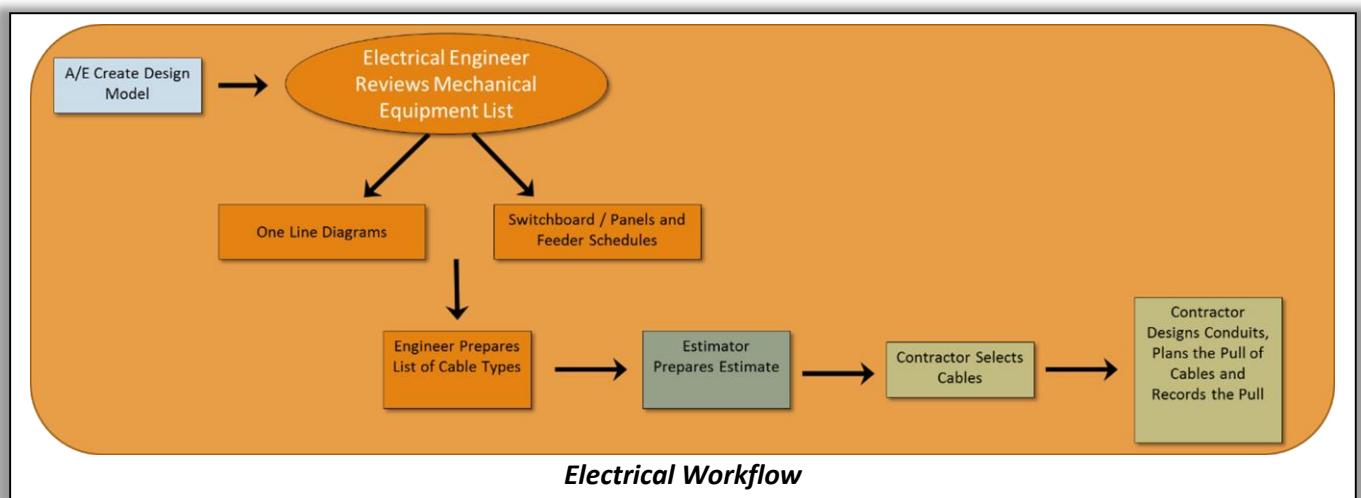 A/E Create Design
Model
Electrical Engineer
Reviews Mechanical
Equipment List
One Line Diagrams
Switchboard / Panels and
Feeder Schedules
Engineer Prepares
List of Cable Types
Estimator
Prepares Estimate
Contractor Selects
Cables
Contractor
Designs Conduits,
Plans the Pull of
Cables and
Records the Pull
Electrical Workflow